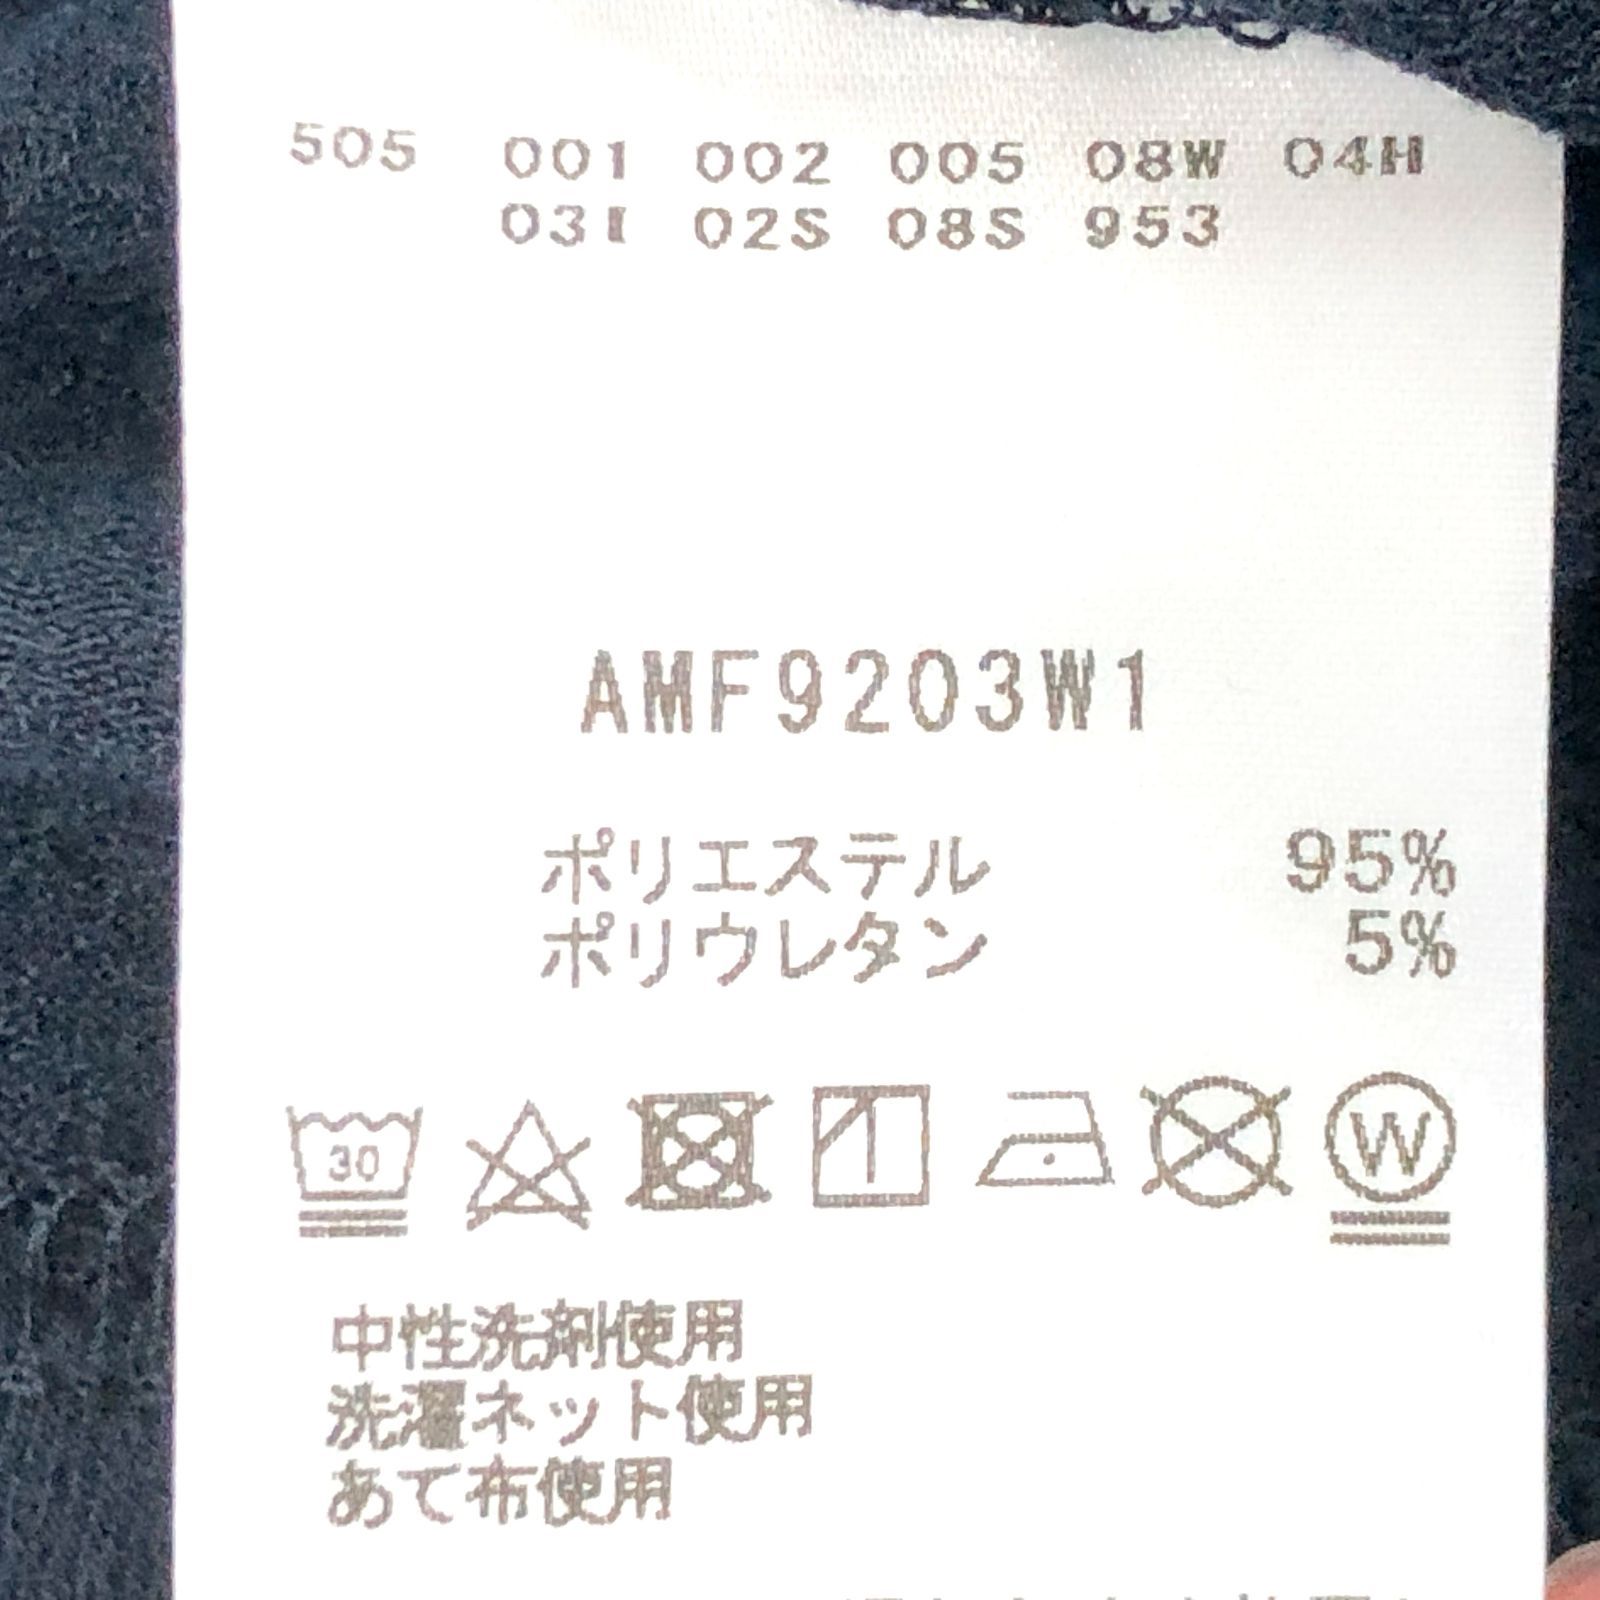 505 001 002 005 08W 04H
03I 02S 08S 953
AMF9203W1
ポリエステル 95%
ポリウレタン 5%
30
W
中性洗剤使用
洗濯ネット使用
あて布使用